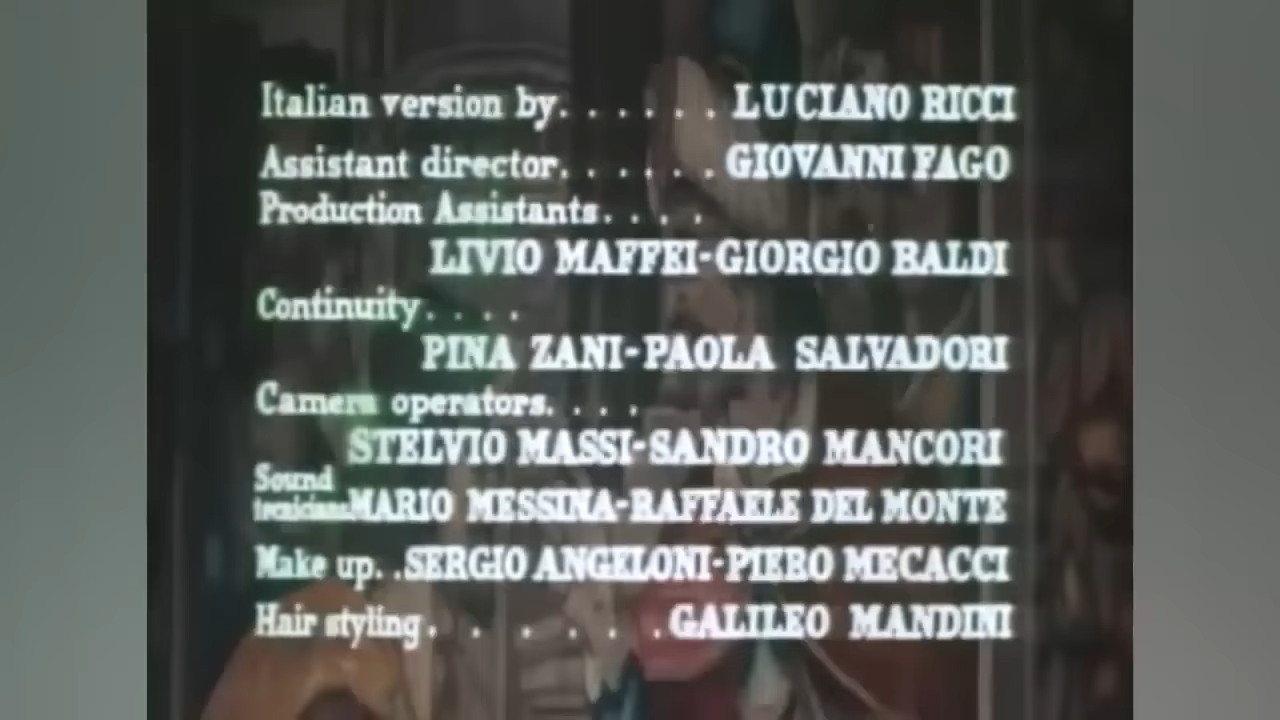 Italian version by. . . . . . LUCIANO RICCI
Assistant director. . . . . . GIOVANNI FAGO
Production Assistants. . . .
LIVIO MAFFEI-GIORGIO BALDI
Continuity. . . .
PINA ZANI-PAOLA SALVADORI
Camera operators. . . .
STELVIO MASSI-SANDRO MANCORI
Sound
tecnicians MARIO MESSINA-RAFFAELE DEL MONTE
Make up. . SERGIO ANGELONI-PIERO MECACCI
Hair styling. . . . . . . GALILEO MANDINI